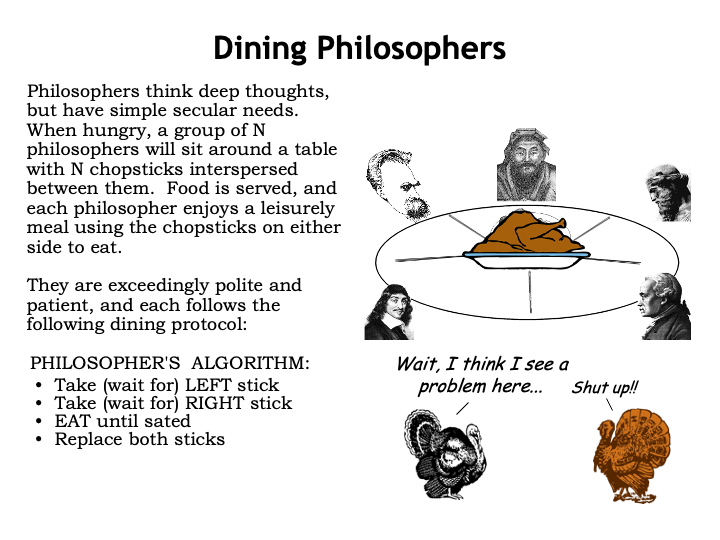 Dining Philosophers
Philosophers think deep thoughts,
but have simple secular needs.
When hungry, a group of N
philosophers will sit around a table
with N chopsticks interspersed
between them.  Food is served, and
each philosopher enjoys a leisurely
meal using the chopsticks on either
side to eat.
They are exceedingly polite and
patient, and each follows the
following dining protocol:
PHILOSOPHER'S  ALGORITHM:
• Take (wait for) LEFT stick
• Take (wait for) RIGHT stick
• EAT until sated
• Replace both sticks
Wait, I think I see a
problem here...
Shut up!!